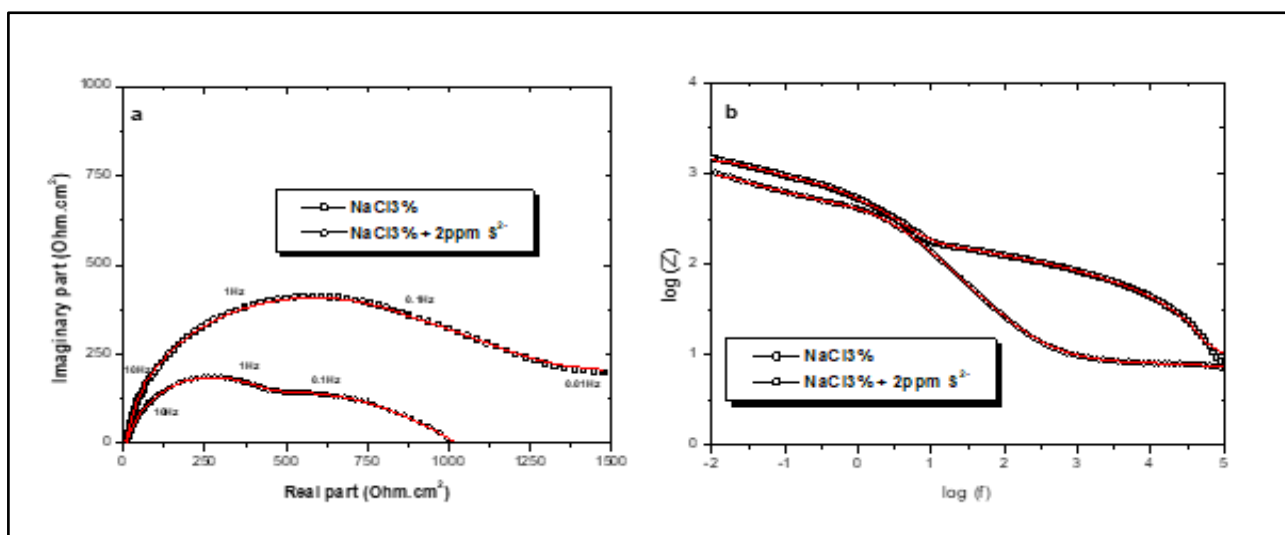 1000
a
750
NaCl3%
NaCl3% + 2ppm S²⁻
500
1Hz
0.1Hz
250
10Hz
0.01Hz
1Hz
0.1Hz
10Hz
0
0 250 500 750 1000 1250 1500
Imaginary part (Ohm.cm²)
Real part (Ohm.cm²)
4
b
3
2
1
NaCl3%
NaCl3% + 2ppm S²⁻
0
-2 -1 0 1 2 3 4 5
log (Z)
log (f)